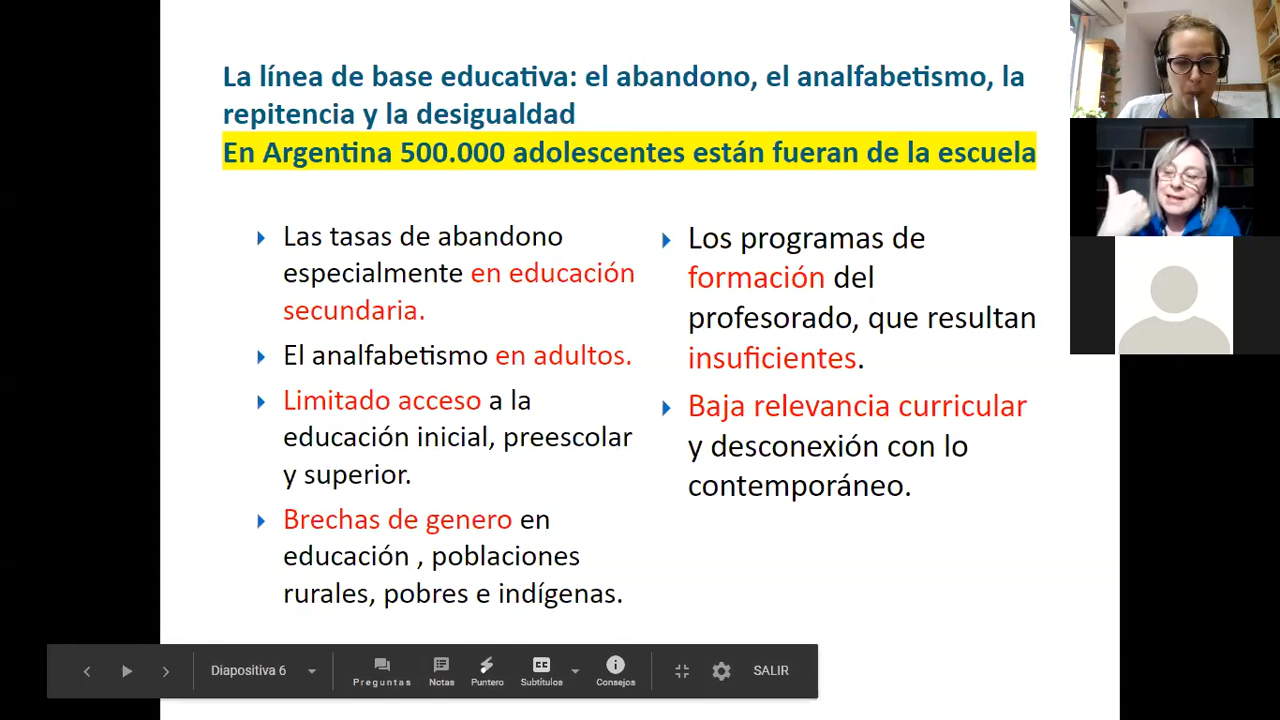 La línea de base educativa: el abandono, el analfabetismo, la
repitencia y la desigualdad
En Argentina 500.000 adolescentes están fueran de la escuela
Las tasas de abandono
especialmente en educación
secundaria.
El analfabetismo en adultos.
Limitado acceso a la
educación inicial, preescolar
y superior.
Brechas de genero en
educación , poblaciones
rurales, pobres e indígenas.
Los programas de
formación del
profesorado, que resultan
insuficientes.
Baja relevancia curricular
y desconexión con lo
contemporáneo.
Diapositiva 6
Preguntas
Notas
Puntero
CC
Subtítulos
Consejos
SALIR